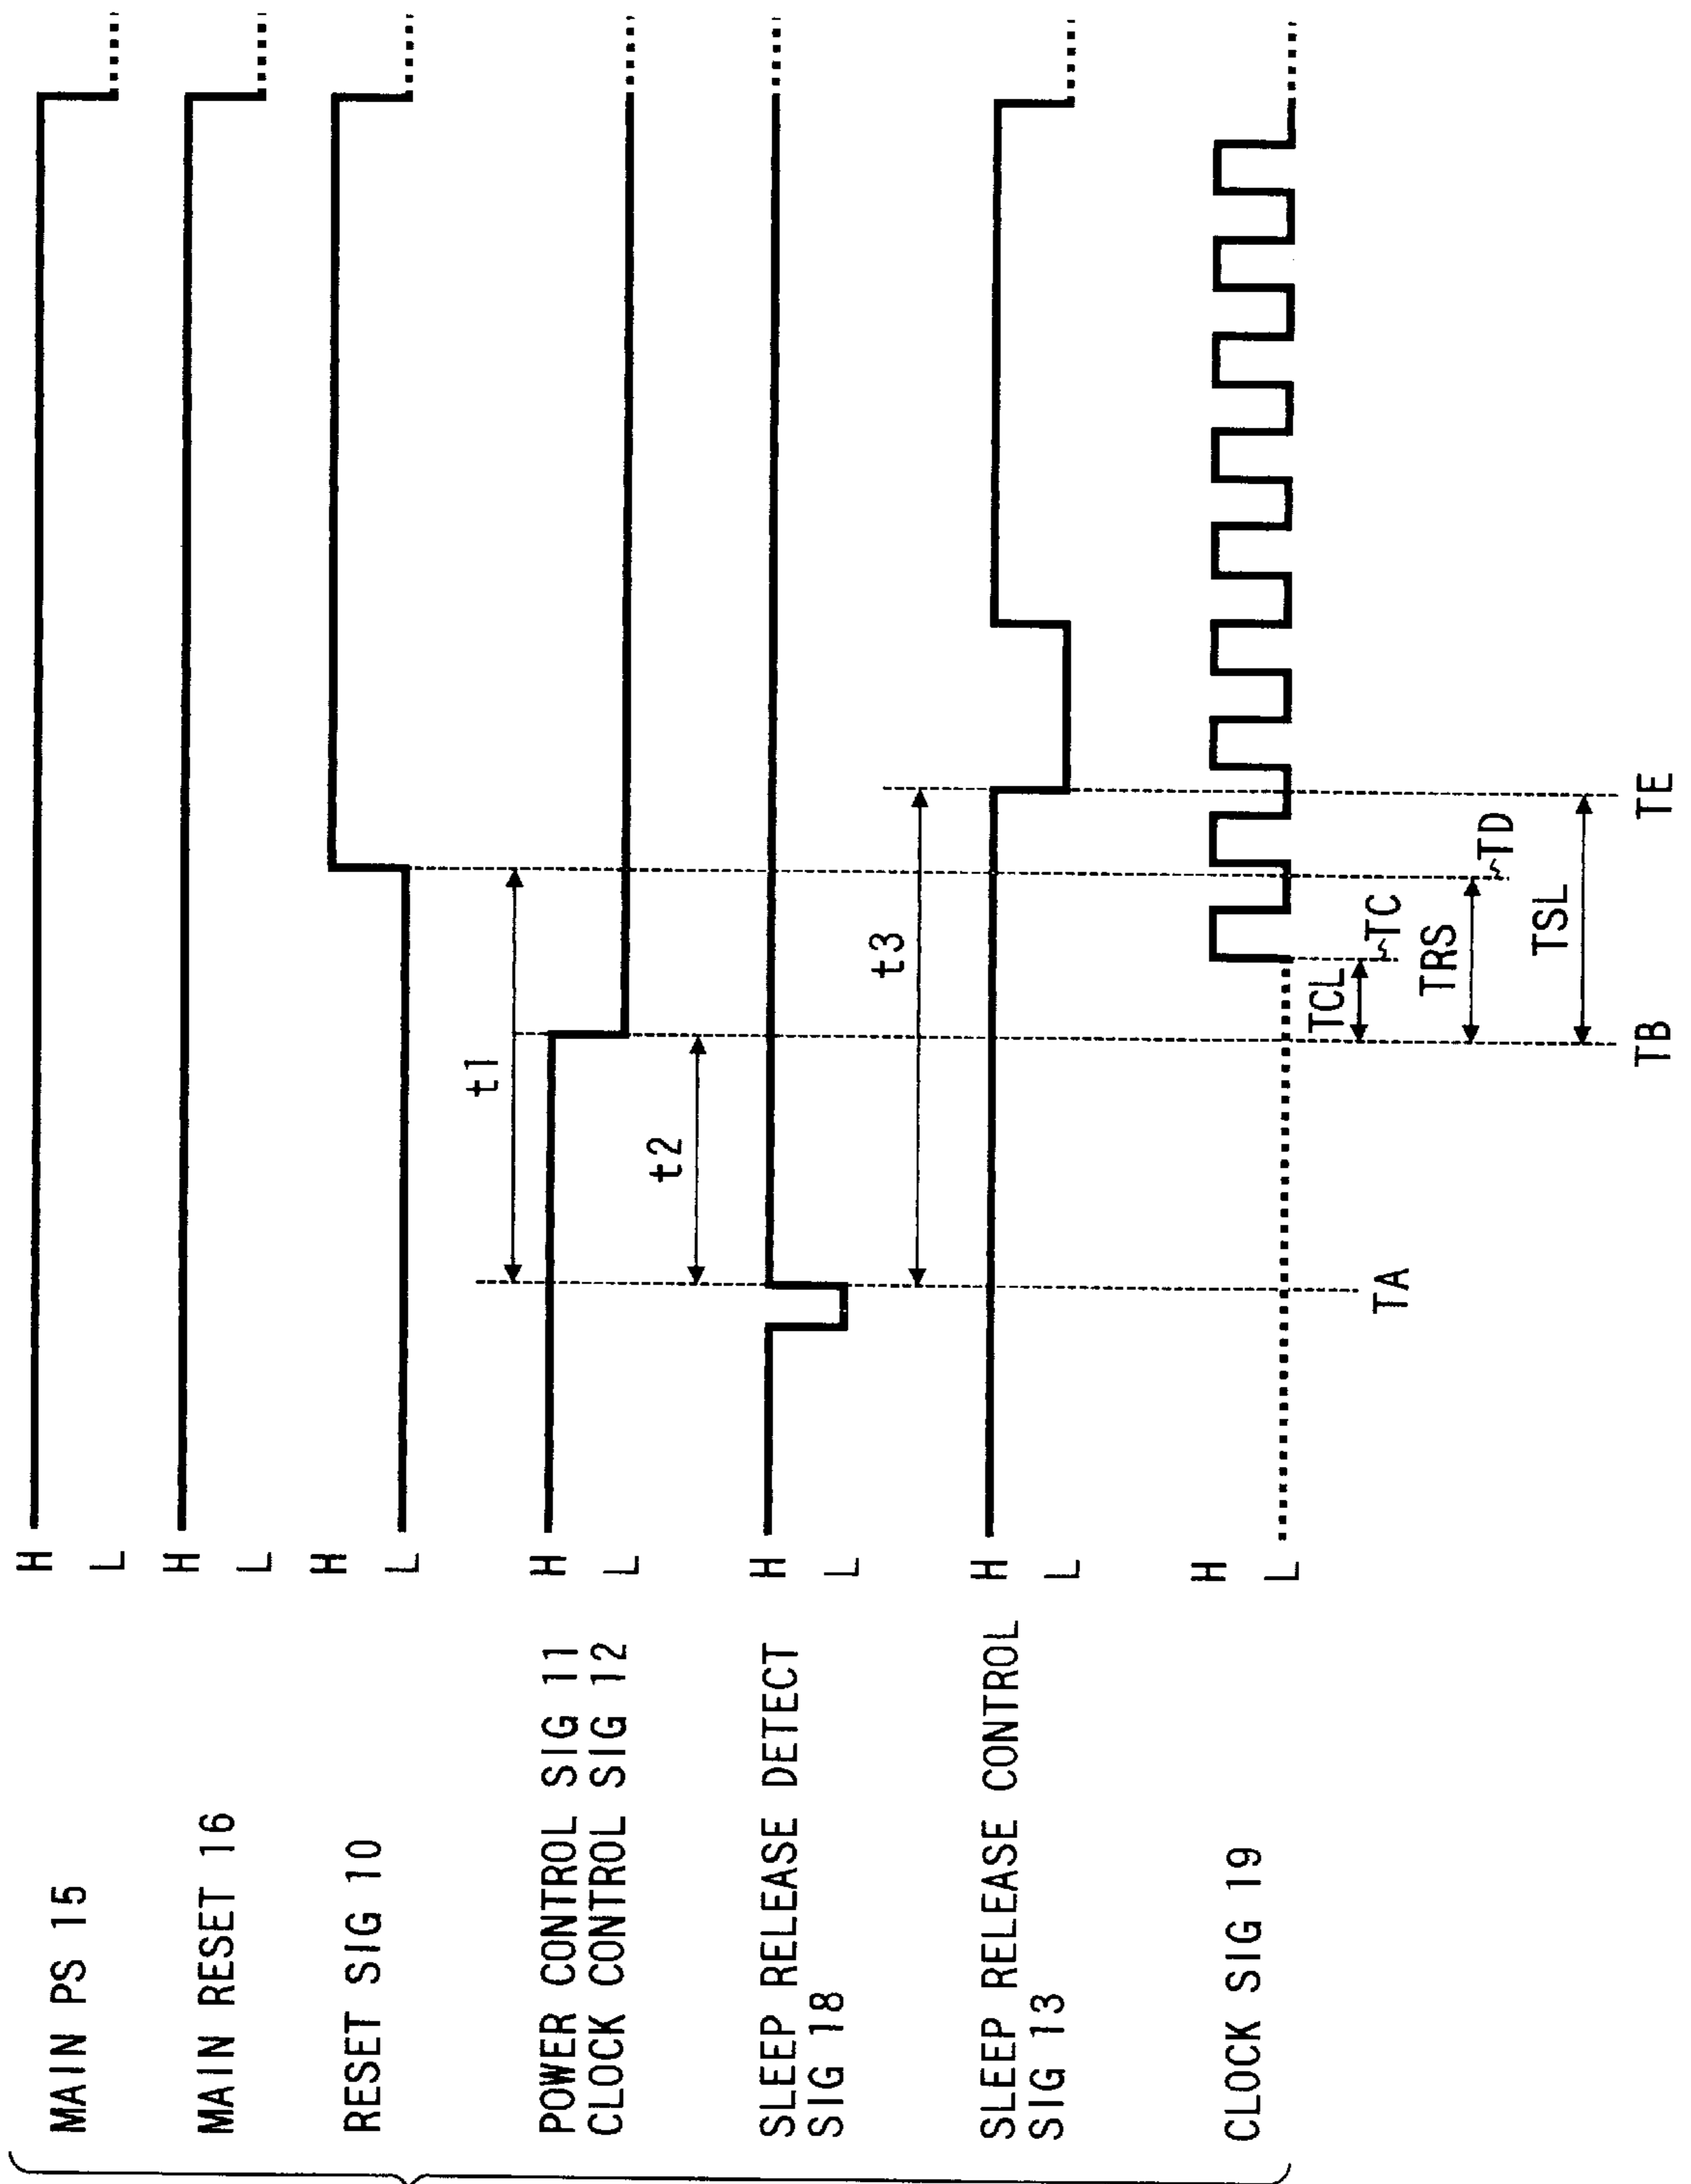 MAIN PS 15
H
L
MAIN RESET 16
H
L
RESET SIG 10
H
L
t1
POWER CONTROL SIG 11
CLOCK CONTROL SIG 12
H
L
t2
SLEEP RELEASE DETECT
SIG 18
H
L
t3
SLEEP RELEASE CONTROL
SIG 13
H
L
CLOCK SIG 19
H
L
TCL
TC
TA
TRS
TD
TSL
TB
TE